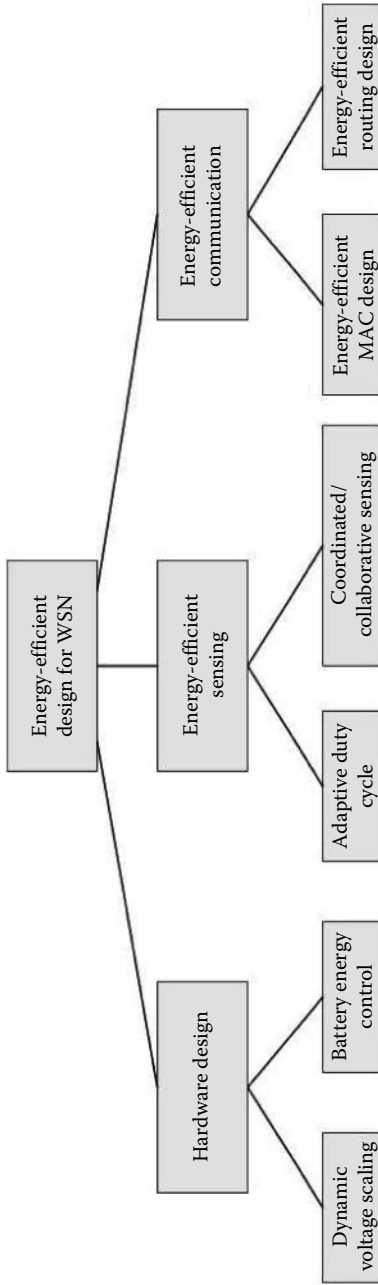 Energy-efficient
design for WSN
Hardware design
Energy-efficient
sensing
Energy-efficient
communication
Dynamic
voltage scaling
Battery energy
control
Adaptive duty
cycle
Coordinated/
collaborative sensing
Energy-efficient
MAC design
Energy-efficient
routing design